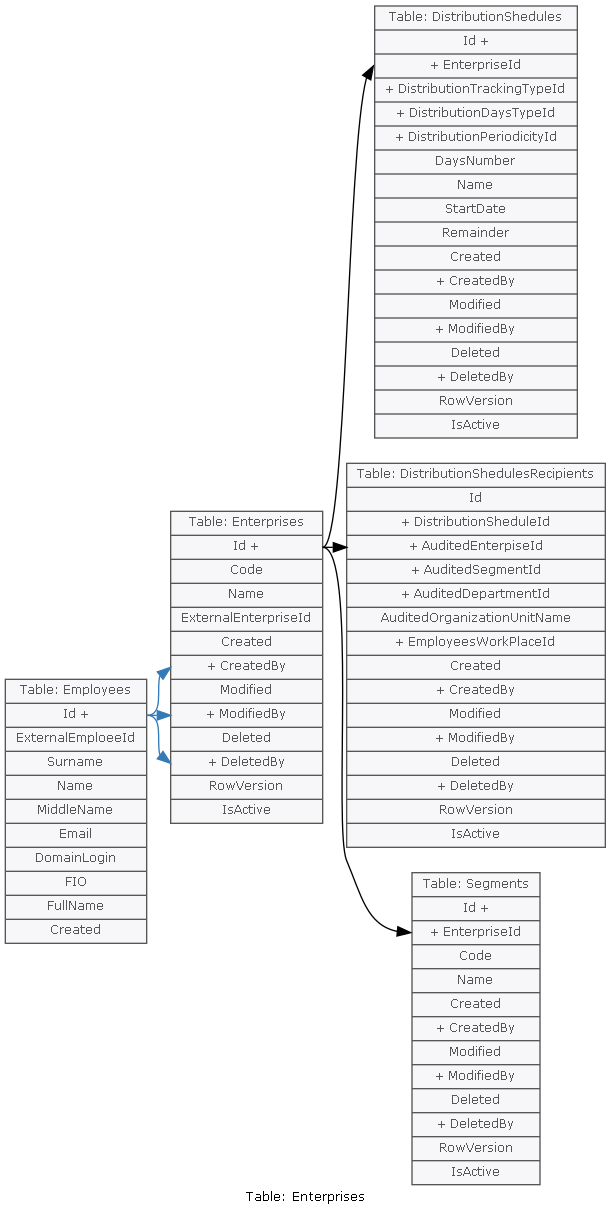 Table: DistributionShedules
Id +
+ EnterpriseId
+ DistributionTrackingTypeId
+ DistributionDaysTypeId
+ DistributionPeriodicityId
DaysNumber
Name
StartDate
Remainder
Created
+ CreatedBy
Modified
+ ModifiedBy
Deleted
+ DeletedBy
RowVersion
IsActive
Table: DistributionShedulesRecipients
Id
+ DistributionSheduleId
+ AuditedEnterpiseId
+ AuditedSegmentId
+ AuditedDepartmentId
AuditedOrganizationUnitName
+ EmployeesWorkPlaceId
Created
+ CreatedBy
Modified
+ ModifiedBy
Deleted
+ DeletedBy
RowVersion
IsActive
Table: Enterprises
Id +
Code
Name
ExternalEnterpriseId
Created
+ CreatedBy
Modified
+ ModifiedBy
Deleted
+ DeletedBy
RowVersion
IsActive
Table: Employees
Id +
ExternalEmploeeId
Surname
Name
MiddleName
Email
DomainLogin
FIO
FullName
Created
Table: Segments
Id +
+ EnterpriseId
Code
Name
Created
+ CreatedBy
Modified
+ ModifiedBy
Deleted
+ DeletedBy
RowVersion
IsActive
Table: Enterprises